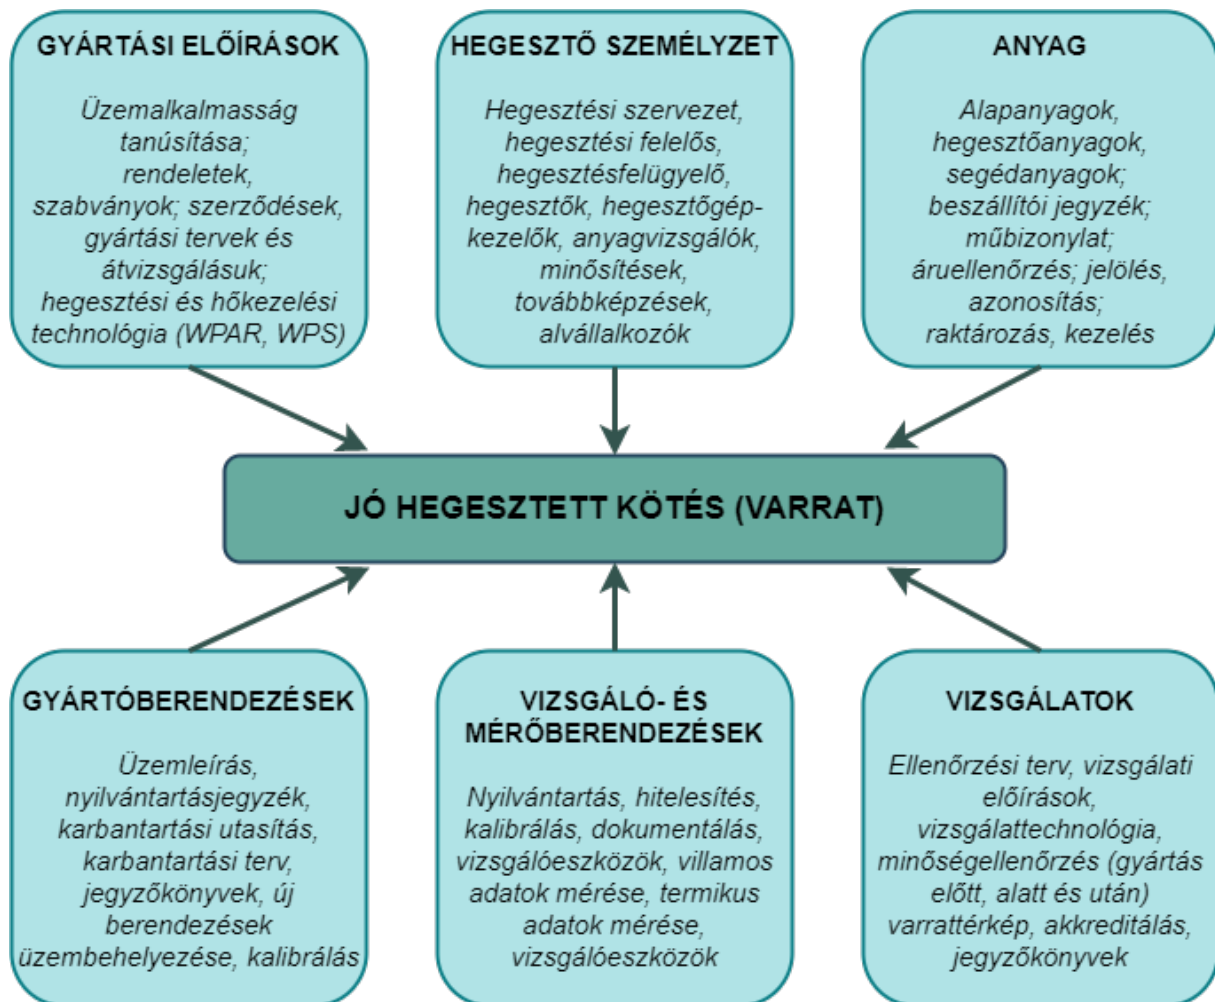 GYÁRTÁSI ELŐÍRÁSOK
Üzemalkalmasság
tanúsítása;
rendeletek,
szabványok; szerződések,
gyártási tervek és
átvizsgálásuk;
hegesztési és hőkezelési
technológia (WPAR, WPS)
HEGESZTŐ SZEMÉLYZET
Hegesztési szervezet,
hegesztési felelős,
hegesztésfelügyelő,
hegesztők, hegesztőgép-
kezelők, anyagvizsgálók,
minősítések,
továbbképzések,
alvállalkozók
ANYAG
Alapanyagok,
hegesztőanyagok,
segédanyagok;
beszállítói jegyzék;
műbizonylat;
áruellenőrzés; jelölés,
azonosítás;
raktározás, kezelés
JÓ HEGESZTETT KÖTÉS (VARRAT)
GYÁRTÓBERENDEZÉSEK
Üzemleírás,
nyilvántartásjegyzék,
karbantartási utasítás,
karbantartási terv,
jegyzőkönyvek, új
berendezések
üzembehelyezése, kalibrálás
VIZSGÁLÓ- ÉS
MÉRŐBERENDEZÉSEK
Nyilvántartás, hitelesítés,
kalibrálás, dokumentálás,
vizsgálóeszközök, villamos
adatok mérése, termikus
adatok mérése,
vizsgálóeszközök
VIZSGÁLATOK
Ellenőrzési terv, vizsgálati
előírások,
vizsgálattechnológia,
minőségellenőrzés (gyártás
előtt, alatt és után)
varrattérkép, akkreditálás,
jegyzőkönyvek